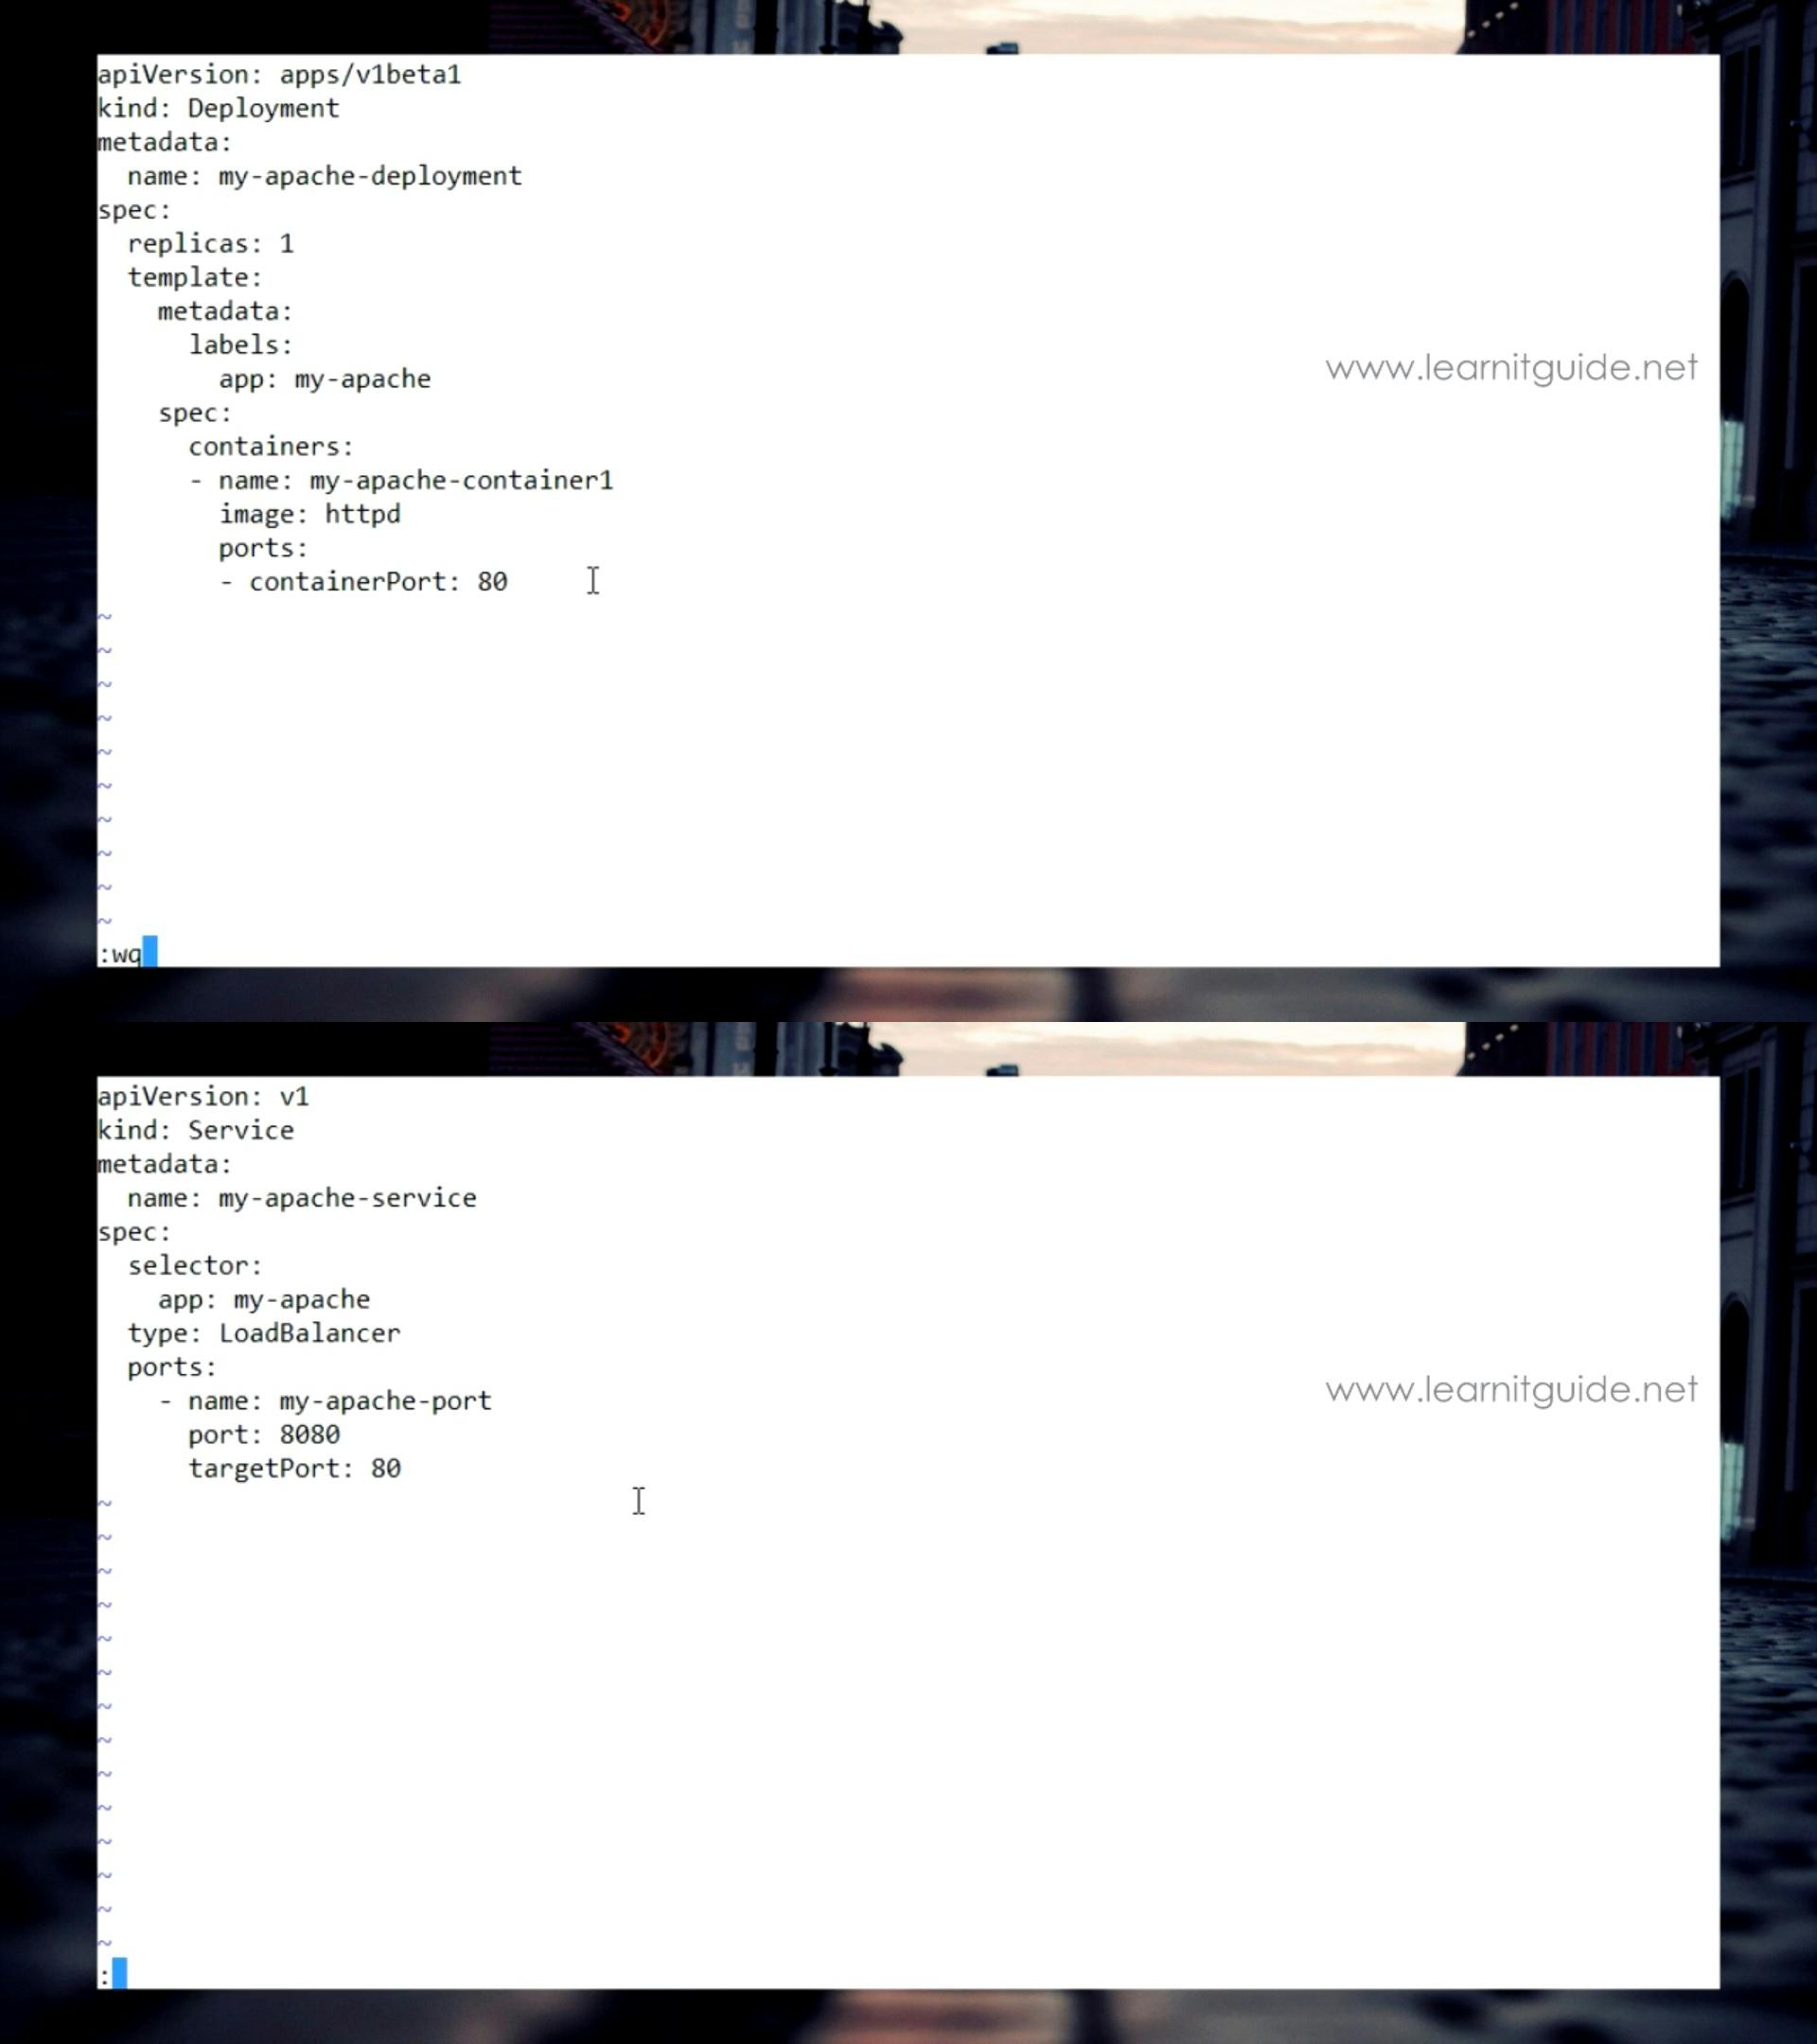 apiVersion: apps/v1beta1
kind: Deployment
metadata:
  name: my-apache-deployment
spec:
  replicas: 1
  template:
    metadata:
      labels:
        app: my-apache
    spec:
      containers:
      - name: my-apache-container1
        image: httpd
        ports:
        - containerPort: 80
~
~
~
~
~
~
~
~
~
~
:wq
www.learnitguide.net
apiVersion: v1
kind: Service
metadata:
  name: my-apache-service
spec:
  selector:
    app: my-apache
  type: LoadBalancer
  ports:
    - name: my-apache-port
      port: 8080
      targetPort: 80
~
~
~
~
~
~
~
~
~
~
~
~
~
~
:
www.learnitguide.net